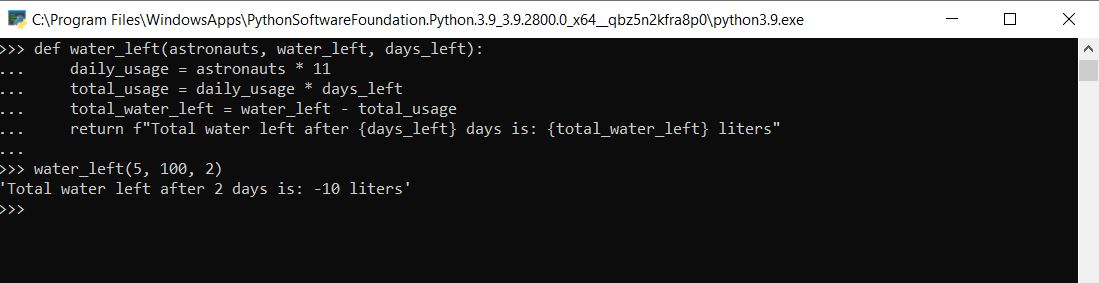 C:\Program Files\WindowsApps\PythonSoftwareFoundation.Python.3.9_3.9.2800.0_x64__qbz5n2kfra8p0\python3.9.exe
>>> def water_left(astronauts, water_left, days_left):
...     daily_usage = astronauts * 11
...     total_usage = daily_usage * days_left
...     total_water_left = water_left - total_usage
...     return f"Total water left after {days_left} days is: {total_water_left} liters"
...
>>> water_left(5, 100, 2)
'Total water left after 2 days is: -10 liters'
>>>